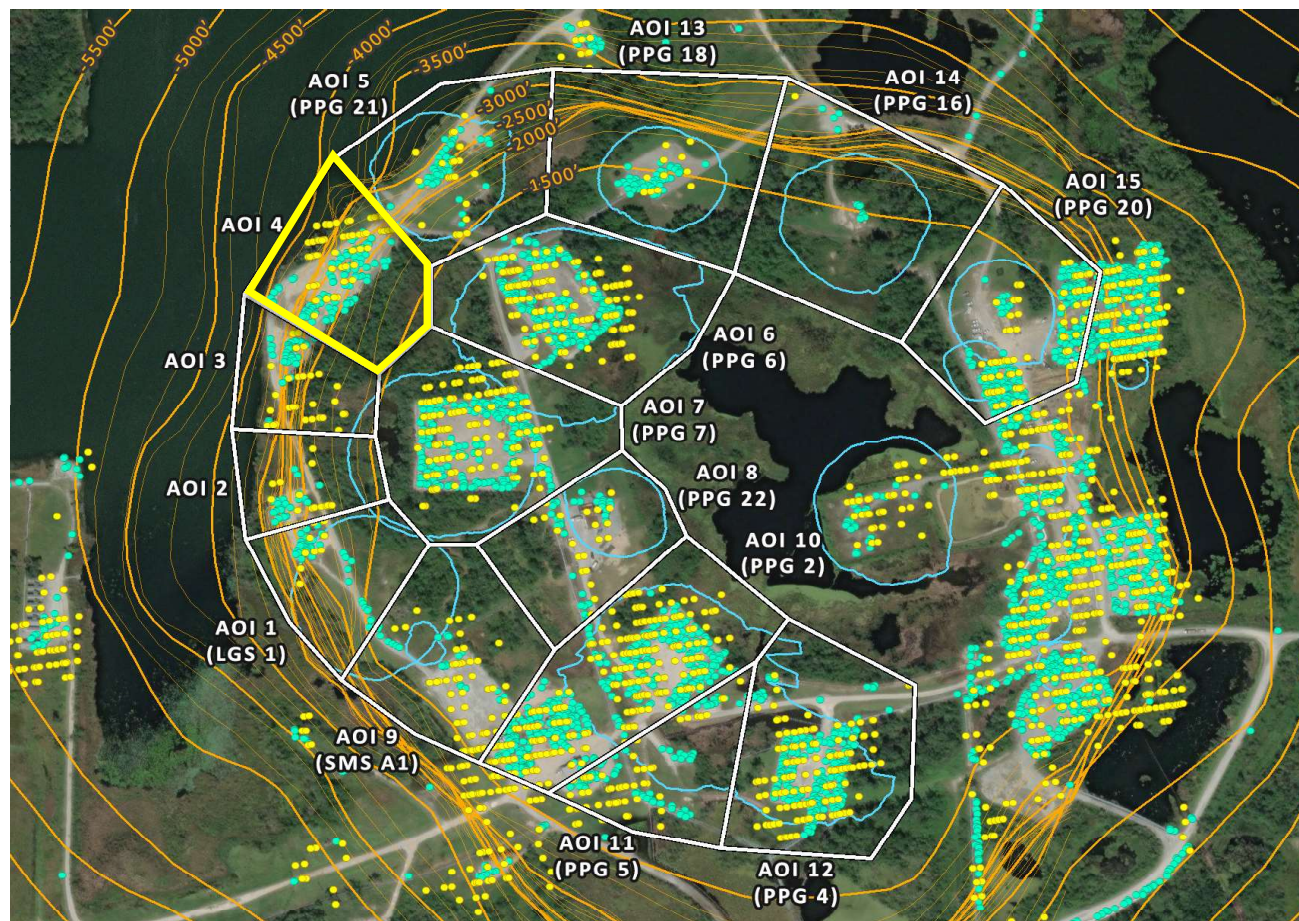 -5500'
-5000'
-4500'
-4000'
-3500'
-3000'
-2500'
-2000'
-1500'
AOI 13
(PPG 18)
AOI 5
(PPG 21)
AOI 14
(PPG 16)
AOI 15
(PPG 20)
AOI 4
AOI 3
AOI 6
(PPG 6)
AOI 7
(PPG 7)
AOI 2
AOI 8
(PPG 22)
AOI 10
(PPG 2)
AOI 1
(LGS 1)
AOI 9
(SMS A1)
AOI 11
(PPG 5)
AOI 12
(PPG 4)